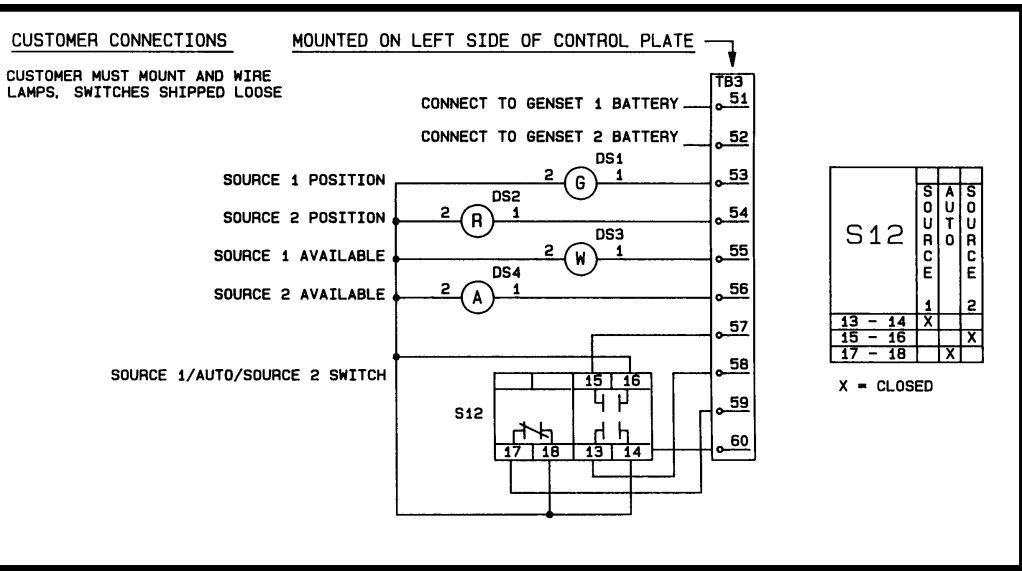 CUSTOMER CONNECTIONS
MOUNTED ON LEFT SIDE OF CONTROL PLATE
CUSTOMER MUST MOUNT AND WIRE
LAMPS, SWITCHES SHIPPED LOOSE
TB3
CONNECT TO GENSET 1 BATTERY 51
CONNECT TO GENSET 2 BATTERY 52
DS1
SOURCE 1 POSITION 2 G 1 53
DS2
SOURCE 2 POSITION 2 R 1 54
DS3
SOURCE 1 AVAILABLE 2 W 1 55
DS4
SOURCE 2 AVAILABLE 2 A 1 56
57
58
SOURCE 1/AUTO/SOURCE 2 SWITCH
15 16
59
S12
60
17 18 13 14
S12
SOURCE 1
AUTO
SOURCE 2
13 - 14 X
15 - 16 X
17 - 18 X
X = CLOSED